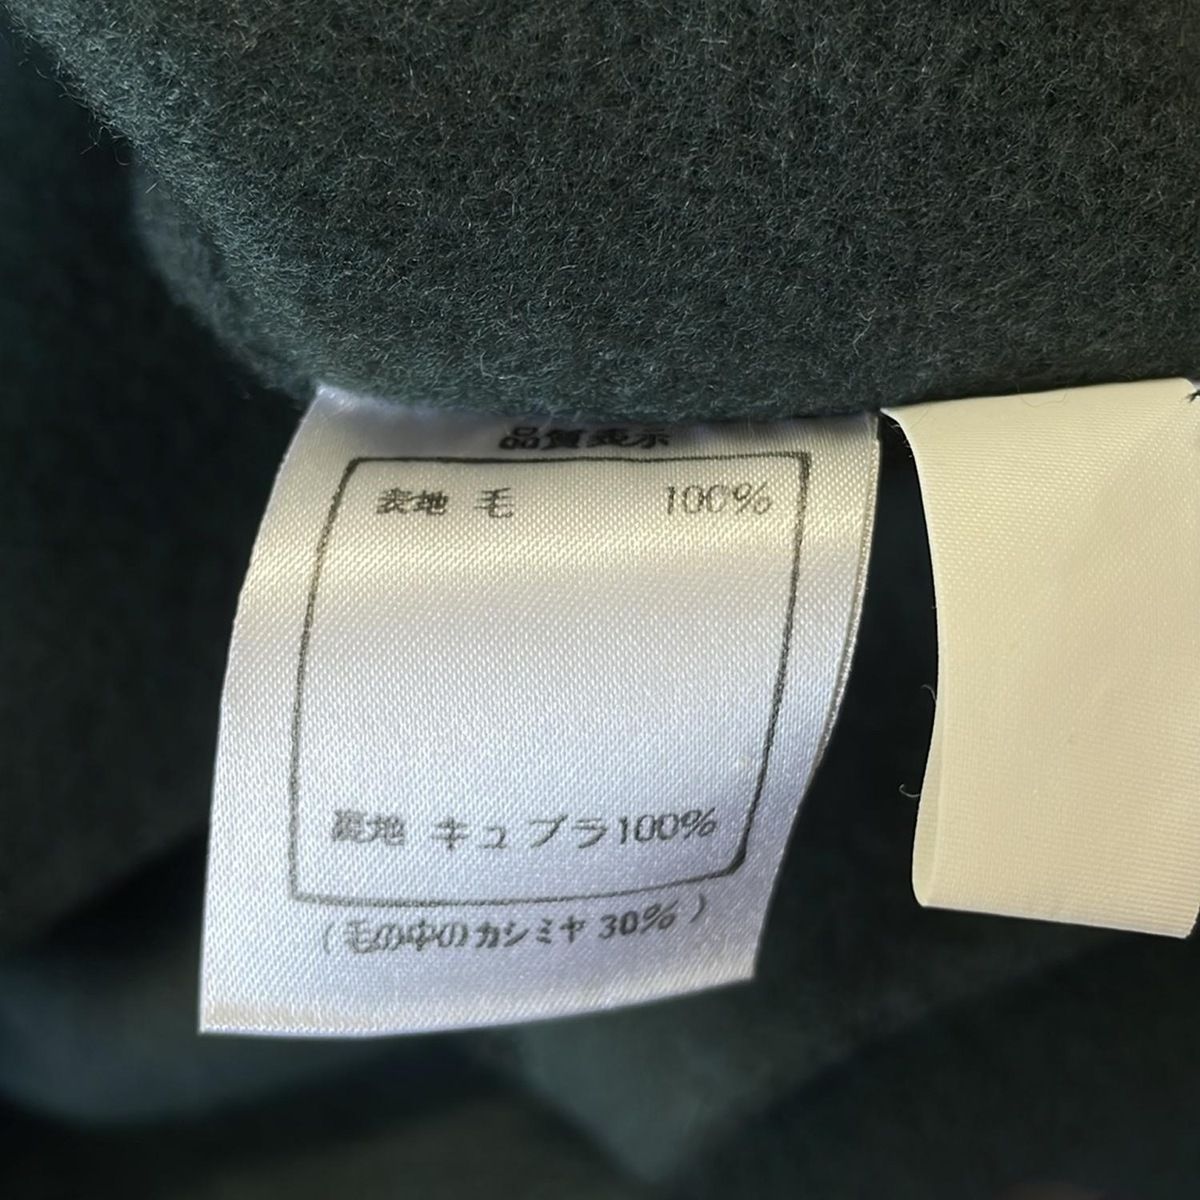 品質表示
表地 毛 100%
裏地 キュプラ100%
(毛の中のカシミヤ 30%)